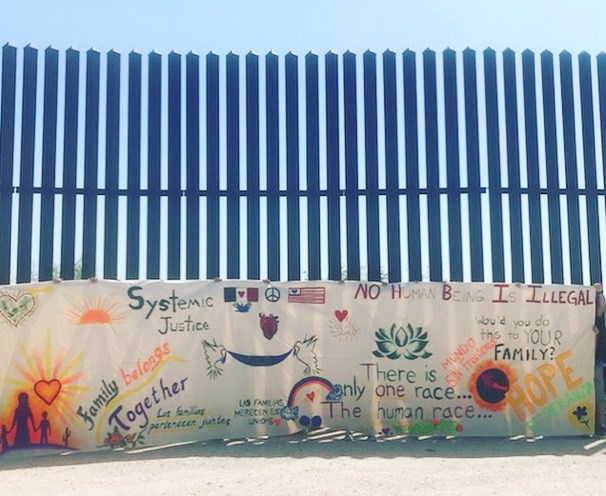 Systemic
Justice
NO HUMAN BEING IS ILLEGAL
Would you do
this to YOUR
FAMILY?
Family belongs
Together
Las familias
pertenecen juntas
LAS FAMILIAS
MERECEN ESTAR
UNIDAS
There is
only one race...
The human race...
MUNDO
SIN fronteras
HOPE